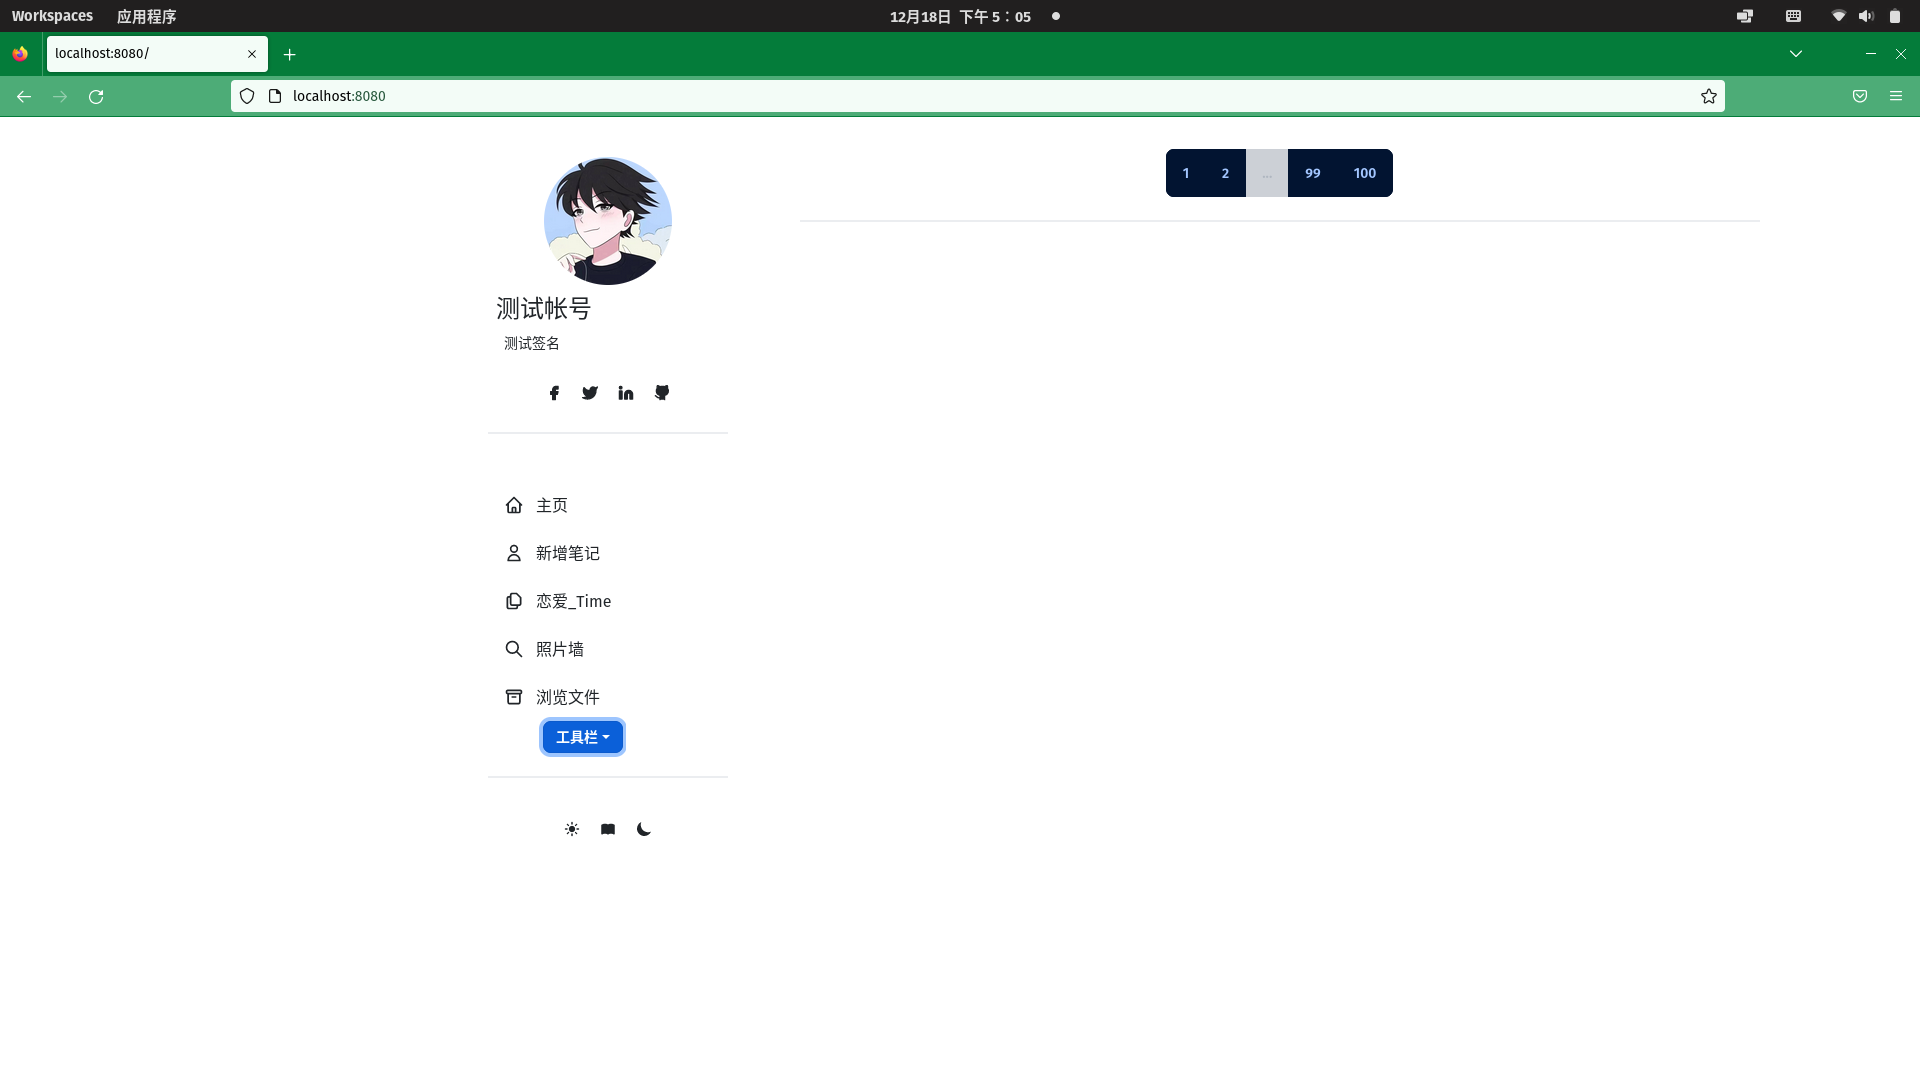 Workspaces 应用程序 12月18日 下午 5：05
localhost:8080/
localhost:8080
1 2 ... 99 100
测试帐号
测试签名
主页
新增笔记
恋爱_Time
照片墙
浏览文件
工具栏